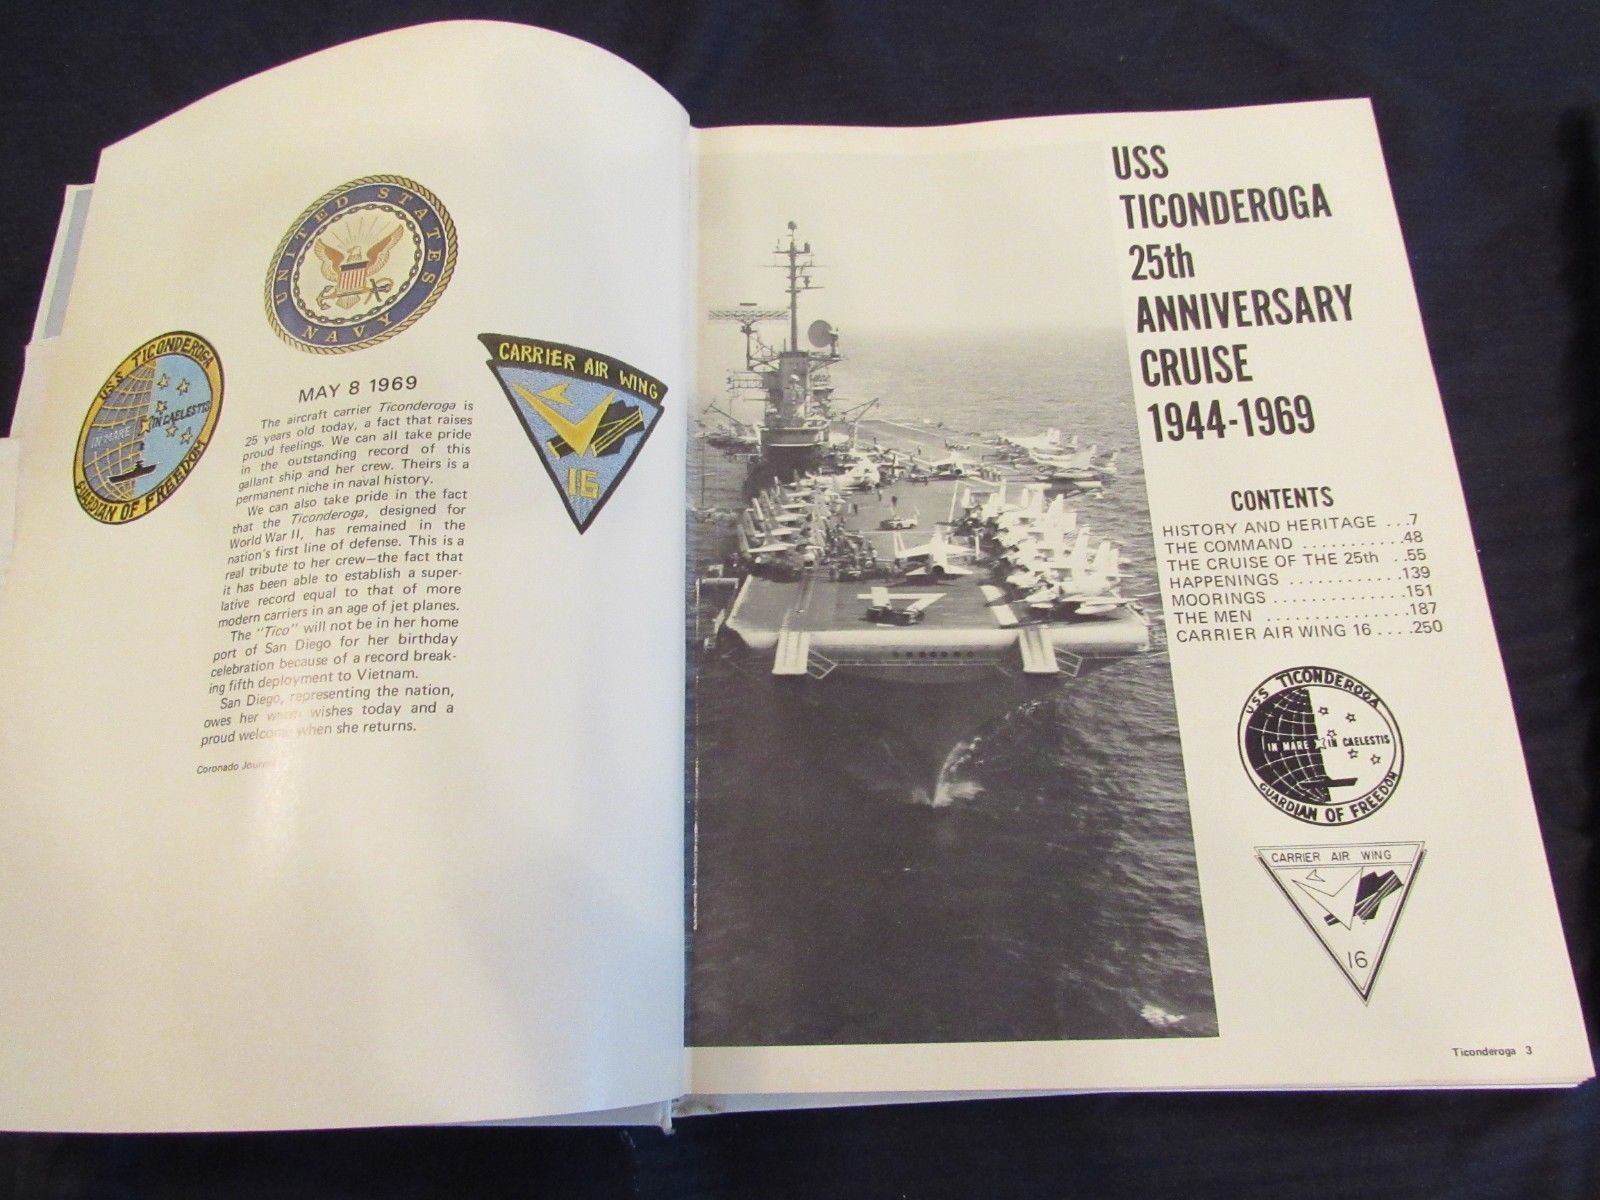 UNITED STATES
NAVY
USS TICONDEROGA
IN MARE IN CAELESTIS
GUARDIAN OF FREEDOM
CARRIER AIR WING
16
MAY 8 1969
The aircraft carrier Ticonderoga is
25 years old today, a fact that raises
proud feelings. We can all take pride
in the outstanding record of this
gallant ship and her crew. Theirs is a
permanent niche in naval history.
We can also take pride in the fact
that the Ticonderoga, designed for
World War II, has remained in the
nation's first line of defense. This is a
real tribute to her crew—the fact that
it has been able to establish a super-
lative record equal to that of more
modern carriers in an age of jet planes.
The "Tico" will not be in her home
port of San Diego for her birthday
celebration because of a record break-
ing fifth deployment to Vietnam.
San Diego, representing the nation,
owes her warm wishes today and a
proud welcome when she returns.
Coronado
USS
TICONDEROGA
25th
ANNIVERSARY
CRUISE
1944-1969
CONTENTS
HISTORY AND HERITAGE ...7
THE COMMAND ...........48
THE CRUISE OF THE 25th ..55
HAPPENINGS ............139
MOORINGS ..............151
THE MEN .............187
CARRIER AIR WING 16 ....250
USS TICONDEROGA
IN MARE IN CAELESTIS
GUARDIAN OF FREEDOM
CARRIER AIR WING
16
Ticonderoga 3